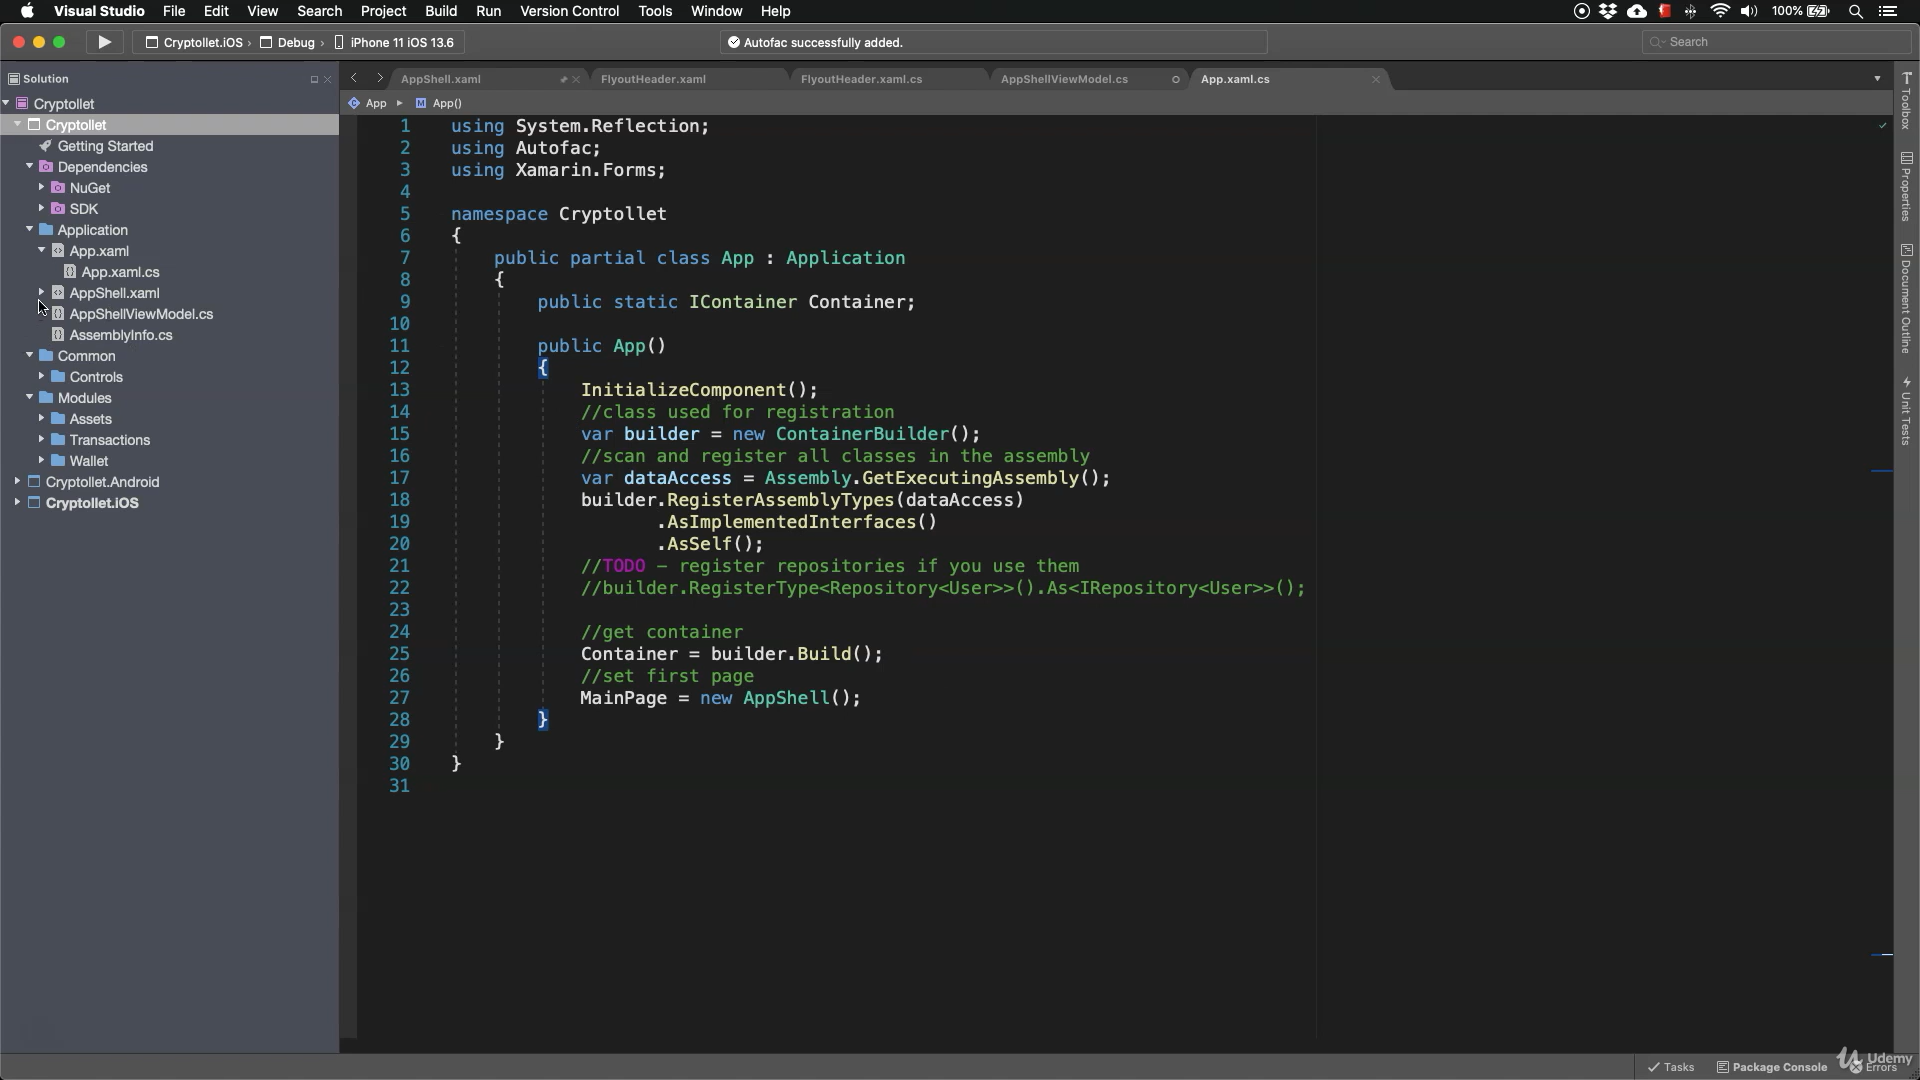 Visual Studio File Edit View Search Project Build Run Version Control Tools Window Help 100%
Cryptollet.iOS › Debug › iPhone 11 iOS 13.6
Autofac successfully added.
Search
Solution
AppShell.xaml
FlyoutHeader.xaml
FlyoutHeader.xaml.cs
AppShellViewModel.cs
App.xaml.cs
App
App()
Cryptollet
Cryptollet
Getting Started
Dependencies
NuGet
SDK
Application
App.xaml
App.xaml.cs
AppShell.xaml
AppShellViewModel.cs
AssemblyInfo.cs
Common
Controls
Modules
Assets
Transactions
Wallet
Cryptollet.Android
Cryptollet.iOS
1 using System.Reflection;
2 using Autofac;
3 using Xamarin.Forms;
4
5 namespace Cryptollet
6 {
7 public partial class App : Application
8 {
9 public static IContainer Container;
10
11 public App()
12 {
13 InitializeComponent();
14 //class used for registration
15 var builder = new ContainerBuilder();
16 //scan and register all classes in the assembly
17 var dataAccess = Assembly.GetExecutingAssembly();
18 builder.RegisterAssemblyTypes(dataAccess)
19 .AsImplementedInterfaces()
20 .AsSelf();
21 //TODO - register repositories if you use them
22 //builder.RegisterType<Repository<User>>().As<IRepository<User>>();
23
24 //get container
25 Container = builder.Build();
26 //set first page
27 MainPage = new AppShell();
28 }
29 }
30 }
31
Toolbox
Properties
Document Outline
Unit Tests
Tasks
Package Console
Errors
Udemy